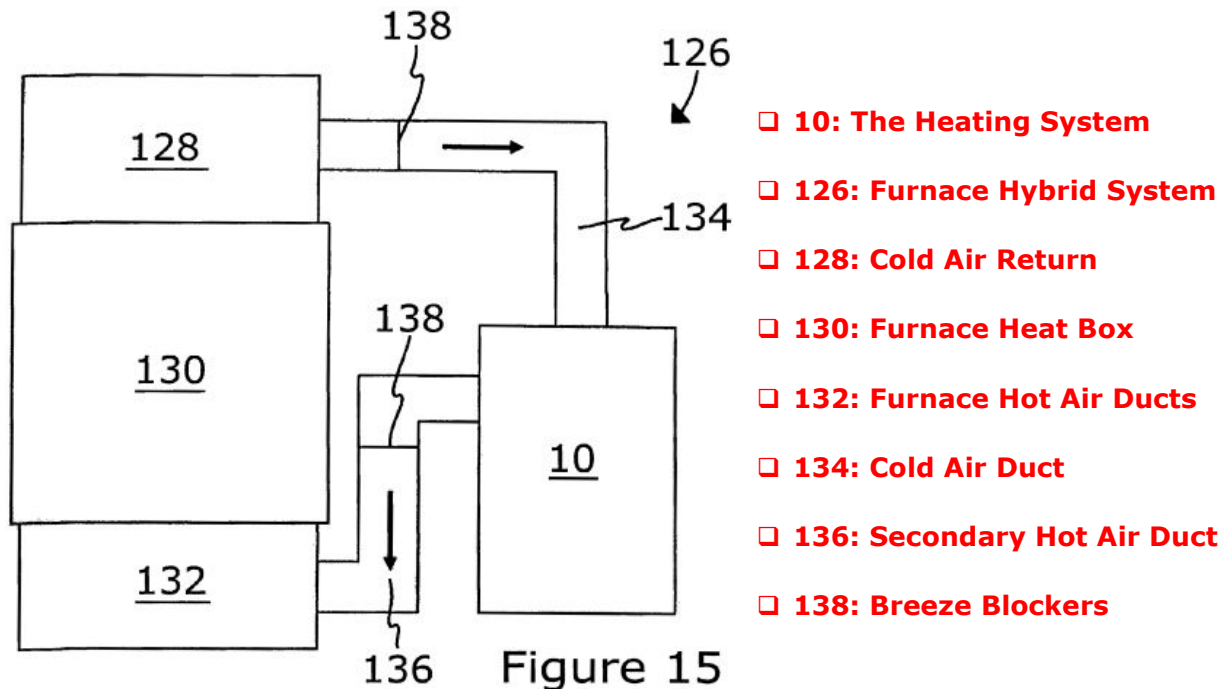 138
126
128
134
138
130
10
132
136
Figure 15
❑ 10: The Heating System
❑ 126: Furnace Hybrid System
❑ 128: Cold Air Return
❑ 130: Furnace Heat Box
❑ 132: Furnace Hot Air Ducts
❑ 134: Cold Air Duct
❑ 136: Secondary Hot Air Duct
❑ 138: Breeze Blockers